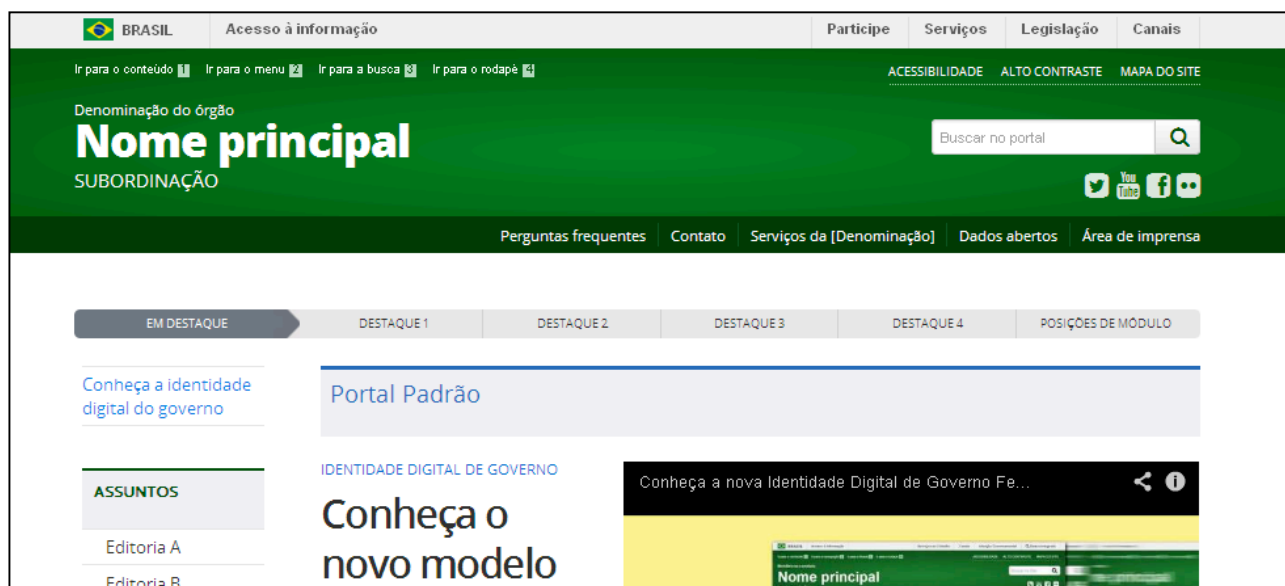 BRASIL Acesso à informação Participe Serviços Legislação Canais
Ir para o conteúdo 1 Ir para o menu 2 Ir para a busca 3 Ir para o rodapé 4 ACESSIBILIDADE ALTO CONTRASTE MAPA DO SITE
Denominação do órgão
Nome principal
Buscar no portal
SUBORDINAÇÃO
You Tube
Perguntas frequentes Contato Serviços da [Denominação] Dados abertos Área de imprensa
EM DESTAQUE DESTAQUE 1 DESTAQUE 2 DESTAQUE 3 DESTAQUE 4 POSIÇÕES DE MÓDULO
Conheça a identidade
digital do governo
Portal Padrão
IDENTIDADE DIGITAL DE GOVERNO
Conheça a nova Identidade Digital de Governo Fe...
ASSUNTOS
Conheça o
novo modelo
Editoria A
Editoria B
Nome principal